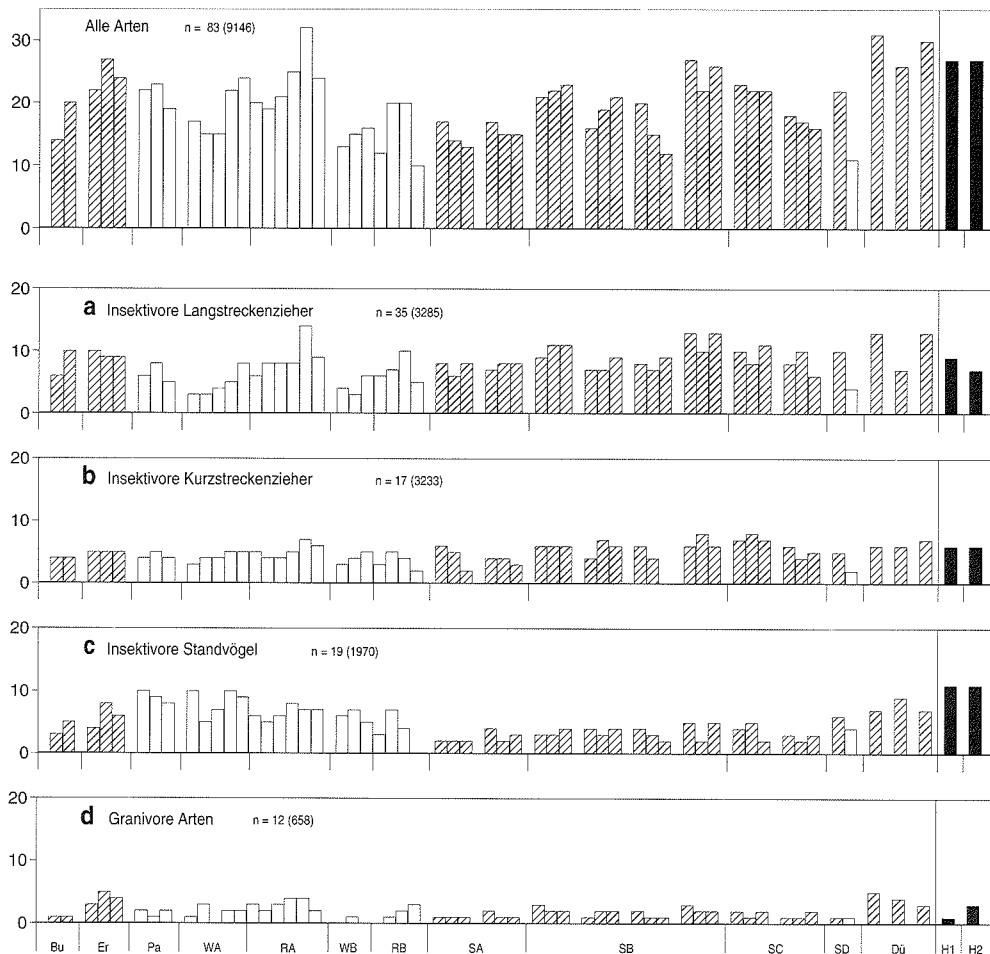 Alle Arten n = 83 (9146)
30
20
10
0
20
a Insektivore Langstreckenzieher n = 35 (3285)
10
0
20
b Insektivore Kurzstreckenzieher n = 17 (3233)
10
0
20
c Insektivore Standvögel n = 19 (1970)
10
0
20
d Granivore Arten n = 12 (658)
10
0
Bu Er Pa WA RA WB RB SA SB SC SD Dü H1 H2